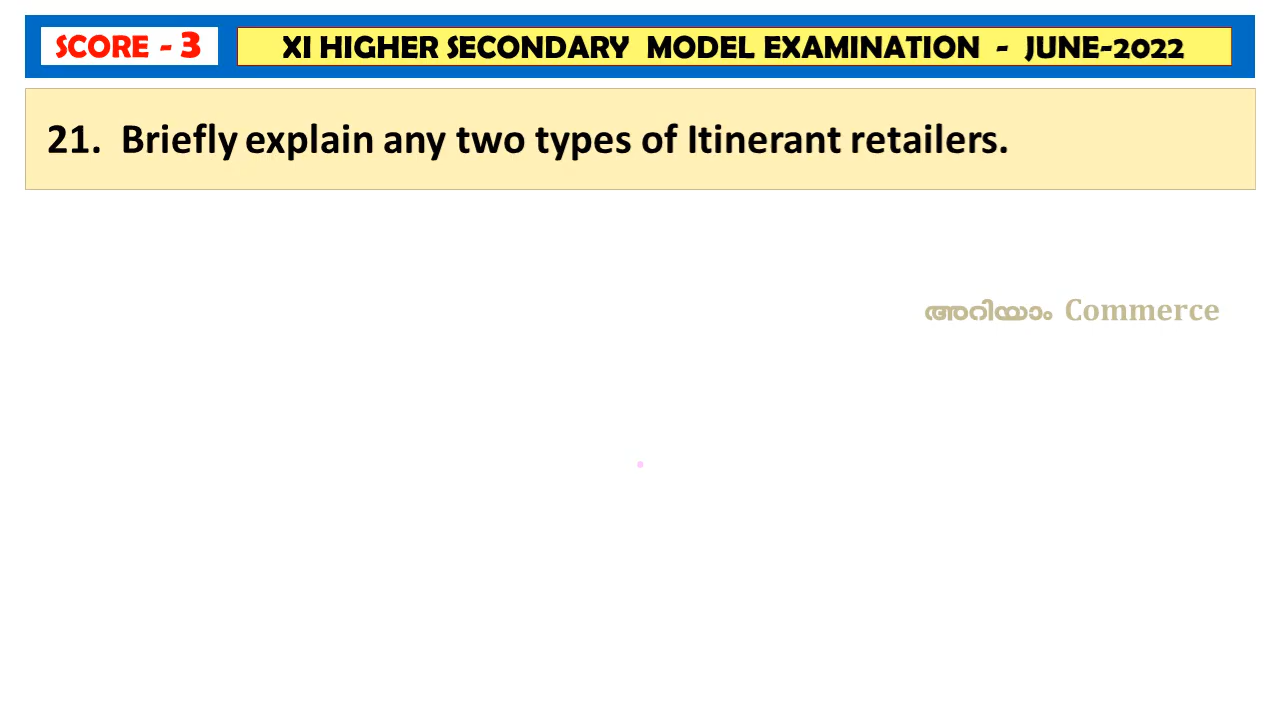 SCORE - 3
XI HIGHER SECONDARY MODEL EXAMINATION - JUNE-2022
21. Briefly explain any two types of Itinerant retailers.
അറിയാം Commerce